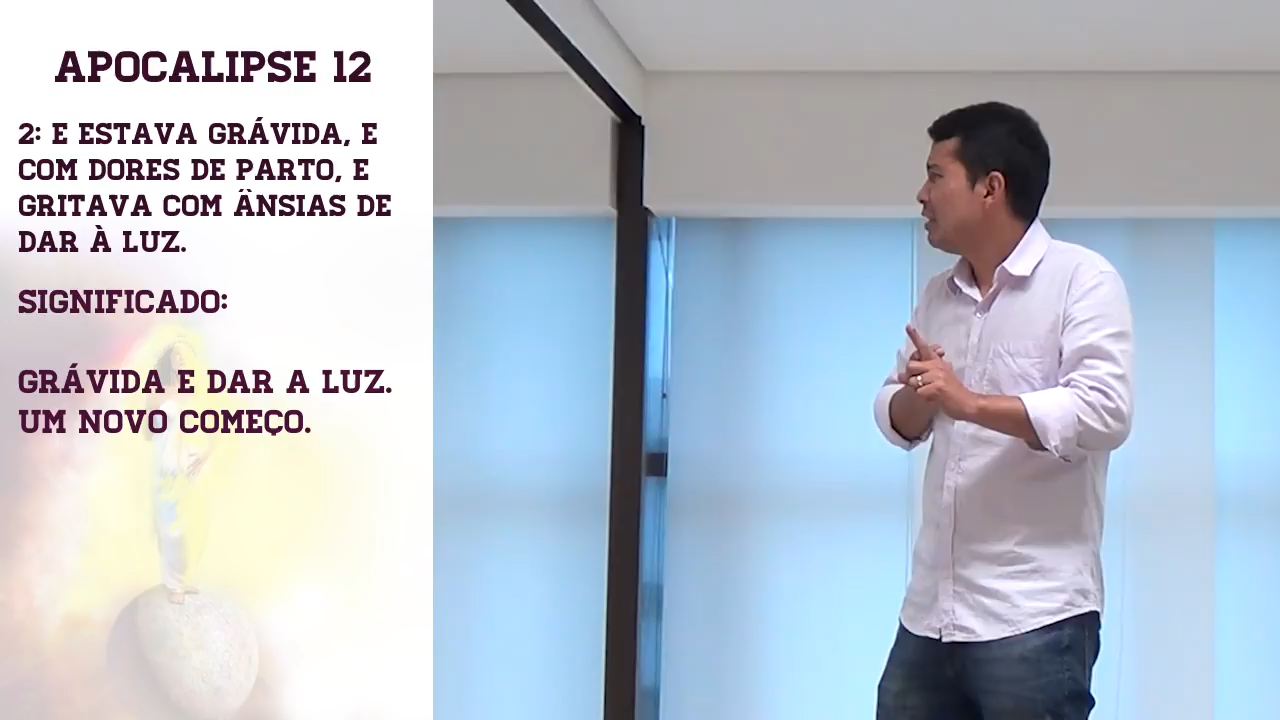 APOCALIPSE 12
2: E ESTAVA GRÁVIDA, E
COM DORES DE PARTO, E
GRITAVA COM ÂNSIAS DE
DAR À LUZ.
SIGNIFICADO:
GRÁVIDA E DAR A LUZ.
UM NOVO COMEÇO.